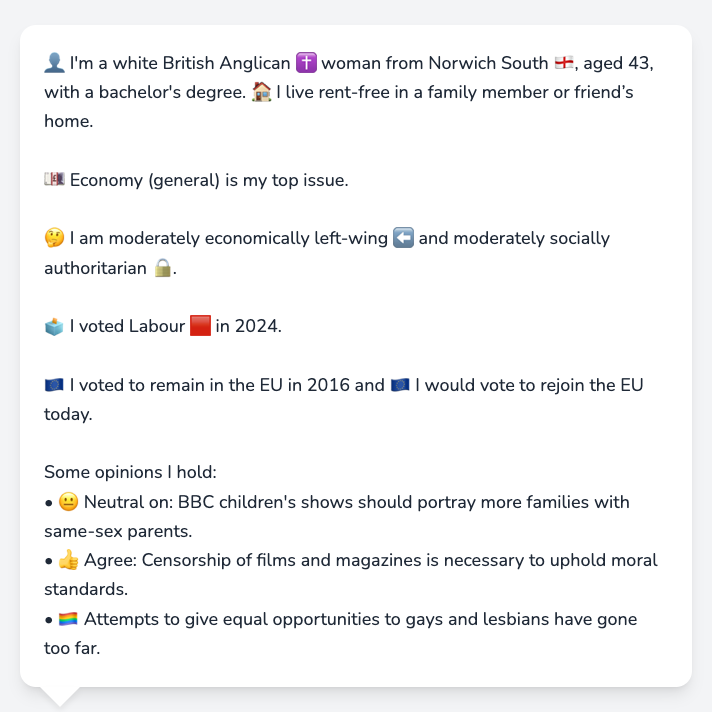 👤 I'm a white British Anglican ✝️ woman from Norwich South 🏴󠁧󠁢󠁥󠁮󠁧󠁿, aged 43,
with a bachelor's degree. 🏠 I live rent-free in a family member or friend’s
home.
💷 Economy (general) is my top issue.
🤔 I am moderately economically left-wing ⬅️ and moderately socially
authoritarian 🔒.
🗳️ I voted Labour 🟥 in 2024.
🇪🇺 I voted to remain in the EU in 2016 and 🇪🇺 I would vote to rejoin the EU
today.
Some opinions I hold:
• 😐 Neutral on: BBC children's shows should portray more families with
same-sex parents.
• 👍 Agree: Censorship of films and magazines is necessary to uphold moral
standards.
• 🏳️‍🌈 Attempts to give equal opportunities to gays and lesbians have gone
too far.